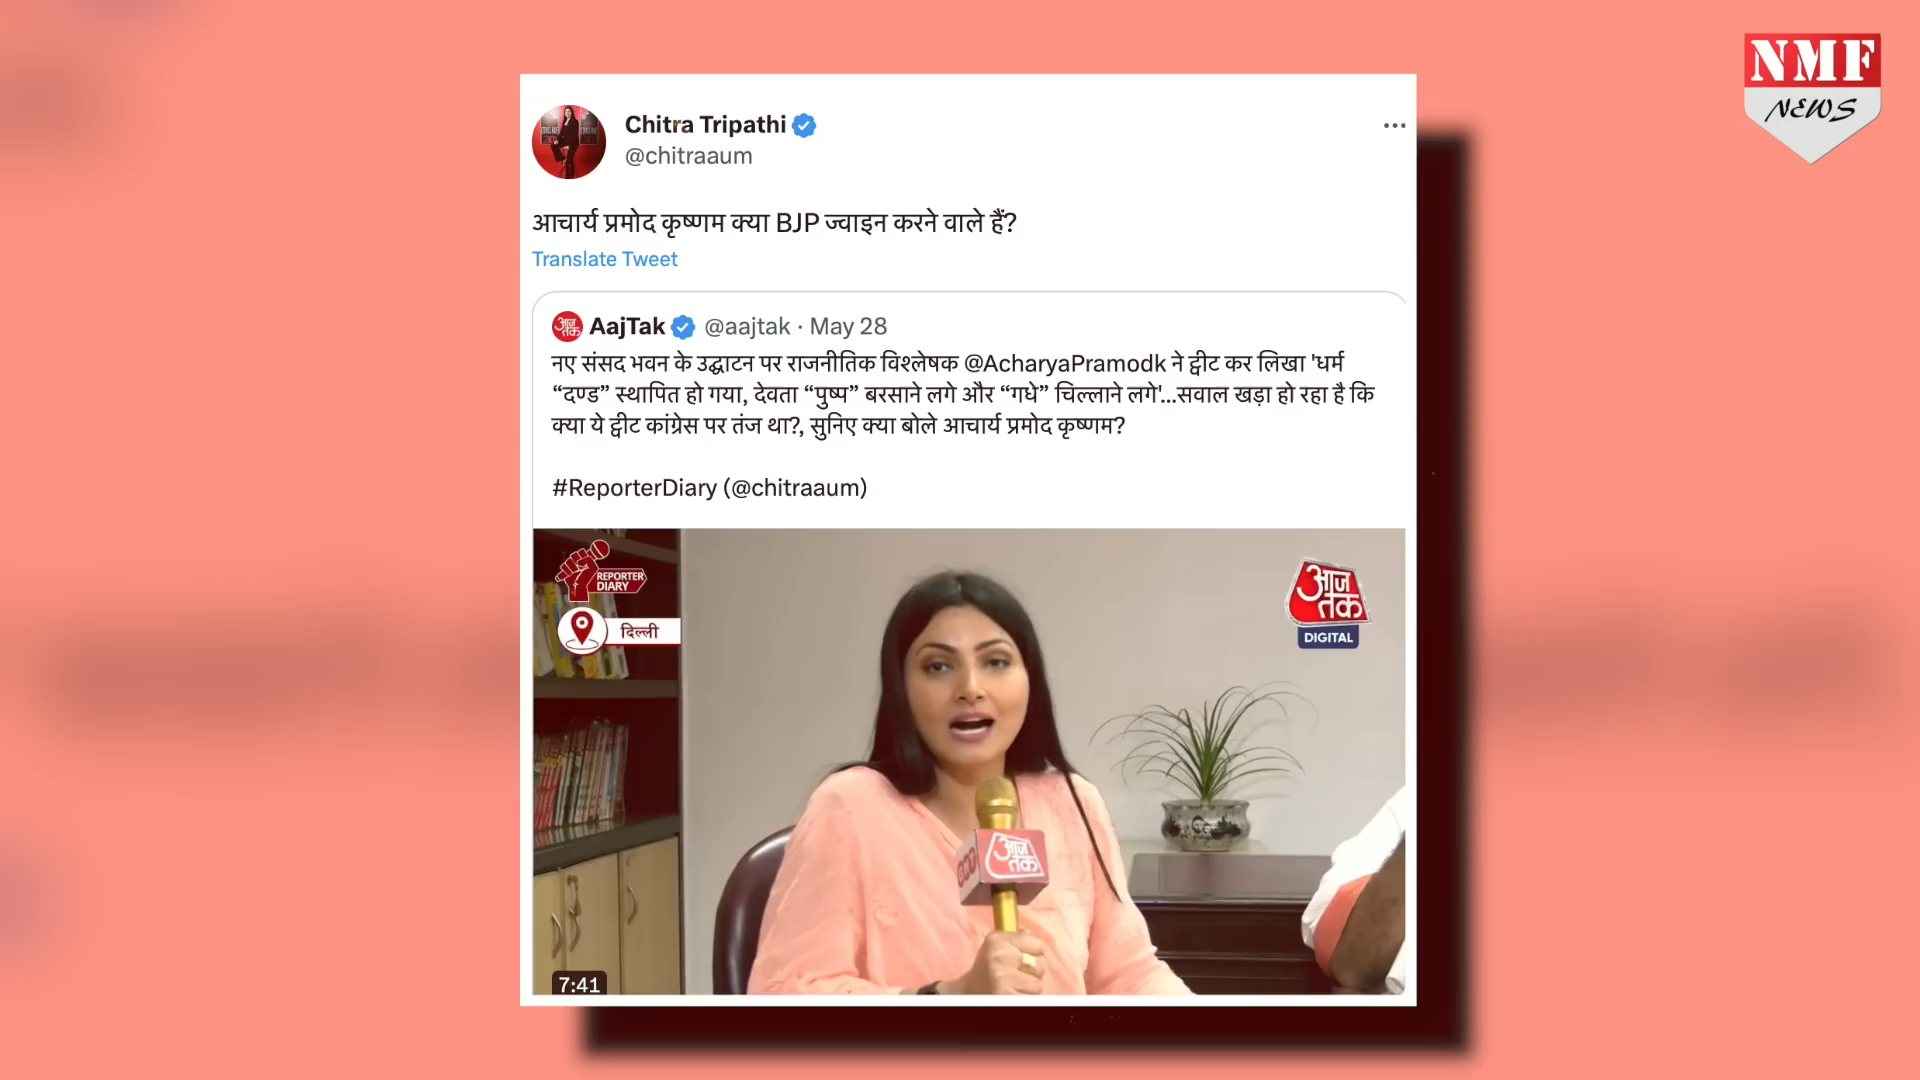 NMF
NEWS
Chitra Tripathi
@chitraaum
आचार्य प्रमोद कृष्णम क्या BJP ज्वाइन करने वाले हैं?
Translate Tweet
AajTak @aajtak · May 28
नए संसद भवन के उद्घाटन पर राजनीतिक विश्लेषक @AcharyaPramodk ने ट्वीट कर लिखा 'धर्म
“दण्ड” स्थापित हो गया, देवता “पुष्प” बरसाने लगे और “गधे” चिल्लाने लगे'...सवाल खड़ा हो रहा है कि
क्या ये ट्वीट कांग्रेस पर तंज था?, सुनिए क्या बोले आचार्य प्रमोद कृष्णम?
#ReporterDiary (@chitraaum)
REPORTER
DIARY
दिल्ली
आज
तक
DIGITAL
आज
तक
7:41